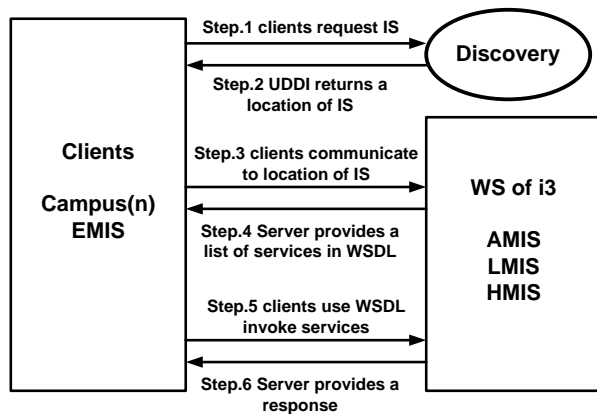 Step.1 clients request IS
Discovery
Step.2 UDDI returns a
location of IS
Clients
Campus(n)
EMIS
Step.3 clients communicate
to location of IS
WS of i3
AMIS
LMIS
HMIS
Step.4 Server provides a
list of services in WSDL
Step.5 clients use WSDL
invoke services
Step.6 Server provides a
response